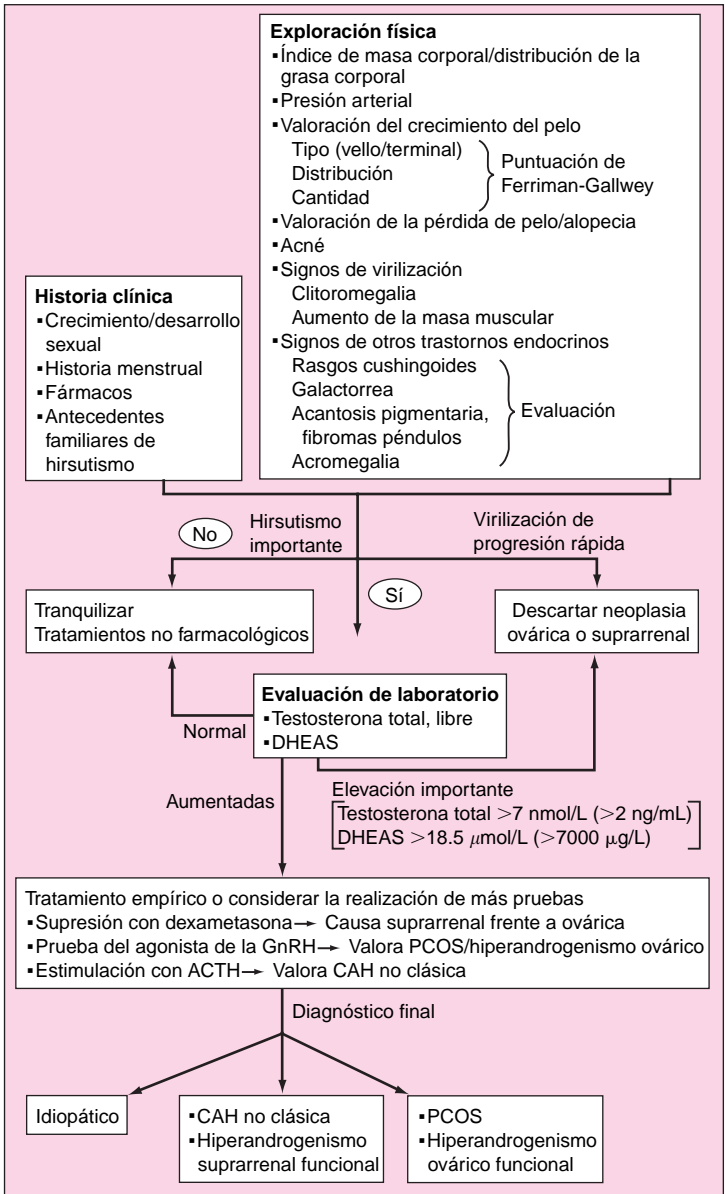 Exploración física
▪Índice de masa corporal/distribución de la
grasa corporal
▪Presión arterial
▪Valoración del crecimiento del pelo
Tipo (vello/terminal)
Distribución
Cantidad
Puntuación de
Ferriman-Gallwey
▪Valoración de la pérdida de pelo/alopecia
▪Acné
▪Signos de virilización
Clitoromegalia
Aumento de la masa muscular
▪Signos de otros trastornos endocrinos
Rasgos cushingoides
Galactorrea
Acantosis pigmentaria,
fibromas péndulos
Acromegalia
Evaluación
Historia clínica
▪Crecimiento/desarrollo
sexual
▪Historia menstrual
▪Fármacos
▪Antecedentes
familiares de
hirsutismo
No
Hirsutismo
importante
Virilización de
progresión rápida
Sí
Tranquilizar
Tratamientos no farmacológicos
Descartar neoplasia
ovárica o suprarrenal
Evaluación de laboratorio
▪Testosterona total, libre
▪DHEAS
Normal
Aumentadas
Elevación importante
[Testosterona total >7 nmol/L (>2 ng/mL)
DHEAS >18.5 μmol/L (>7000 μg/L)]
Tratamiento empírico o considerar la realización de más pruebas
▪Supresión con dexametasona→ Causa suprarrenal frente a ovárica
▪Prueba del agonista de la GnRH→ Valora PCOS/hiperandrogenismo ovárico
▪Estimulación con ACTH→ Valora CAH no clásica
Diagnóstico final
Idiopático
▪CAH no clásica
▪Hiperandrogenismo
suprarrenal funcional
▪PCOS
▪Hiperandrogenismo
ovárico funcional